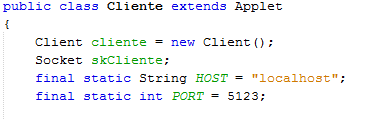 public class Cliente extends Applet
{
Client cliente = new Client();
Socket skCliente;
final static String HOST = "localhost";
final static int PORT = 5123;